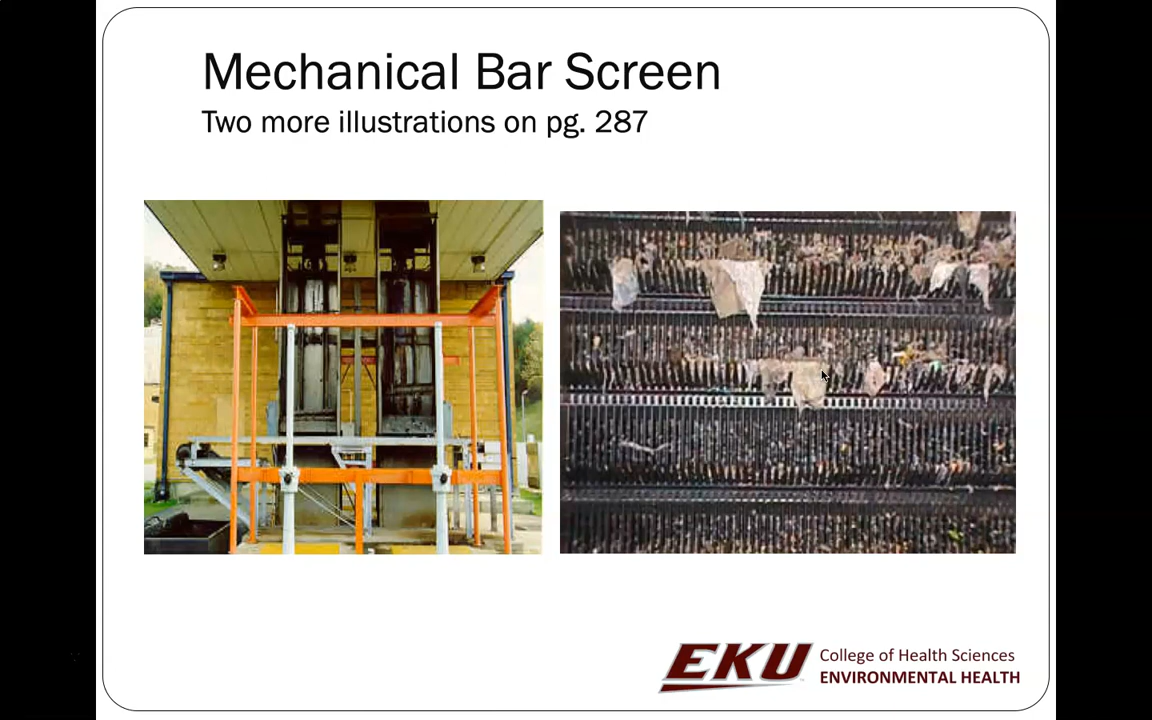 Mechanical Bar Screen
Two more illustrations on pg. 287
EKU
College of Health Sciences
ENVIRONMENTAL HEALTH